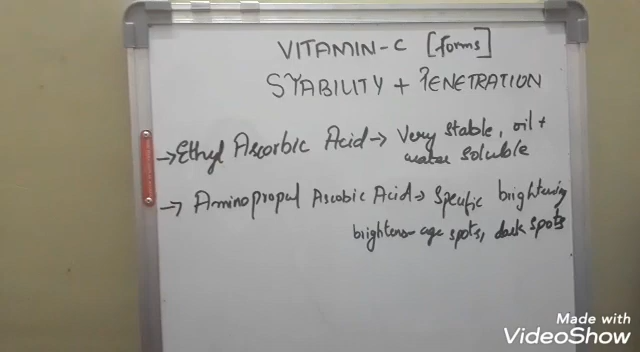 VITAMIN-C [forms]
STABILITY + PENETRATION
→ Ethyl Ascorbic Acid → Very stable, oil +
water soluble
→ Aminopropyl Ascobic Acid → Specific brightening
brightens age spots, dark spots
Made with
VideoShow